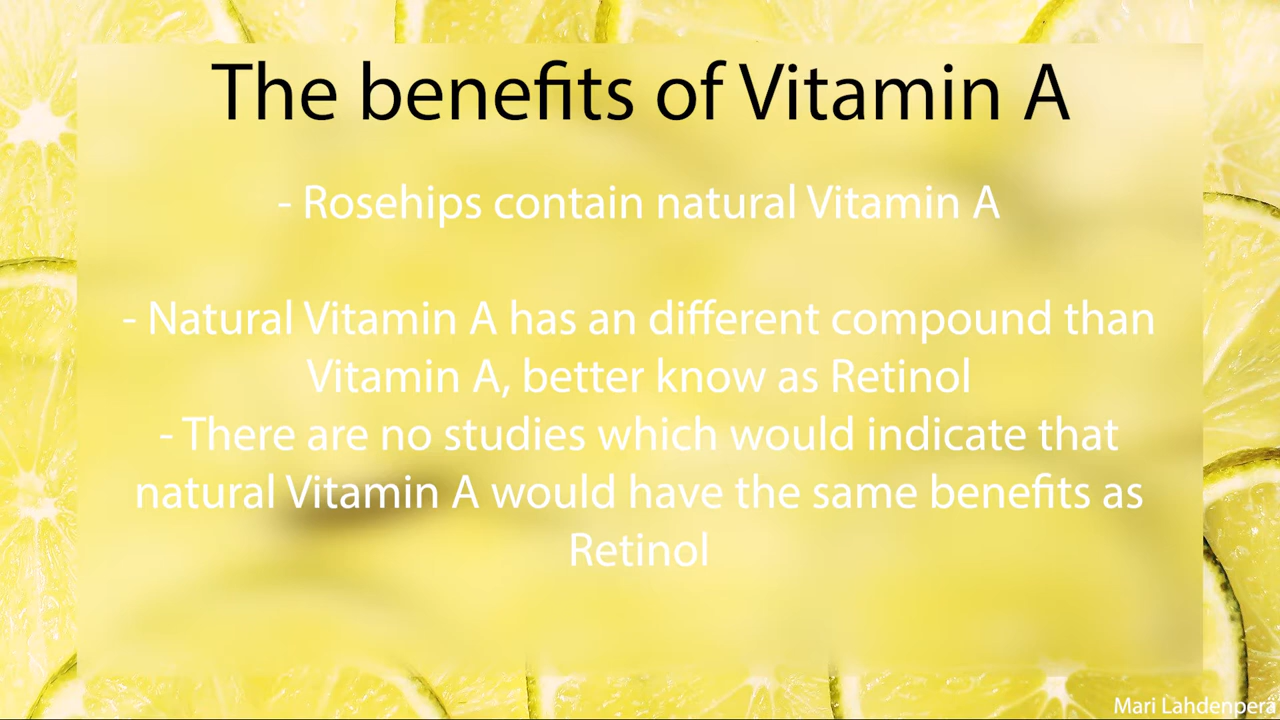 The benefits of Vitamin A
- Rosehips contain natural Vitamin A
- Natural Vitamin A has an different compound than
Vitamin A, better know as Retinol
- There are no studies which would indicate that
natural Vitamin A would have the same benefits as
Retinol
Mari Lahdenperä